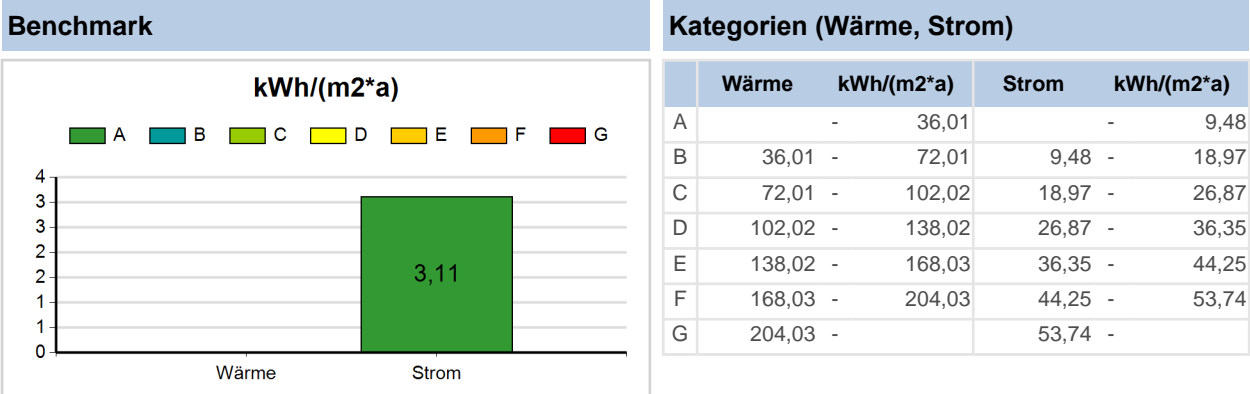 Benchmark
kWh/(m2*a)
A B C D E F G
4
3
3
2
2
1
1
0
3,11
Wärme Strom
Kategorien (Wärme, Strom)
Wärme kWh/(m2*a) Strom kWh/(m2*a)
A - 36,01 - 9,48
B 36,01 - 72,01 9,48 - 18,97
C 72,01 - 102,02 18,97 - 26,87
D 102,02 - 138,02 26,87 - 36,35
E 138,02 - 168,03 36,35 - 44,25
F 168,03 - 204,03 44,25 - 53,74
G 204,03 - 53,74 -